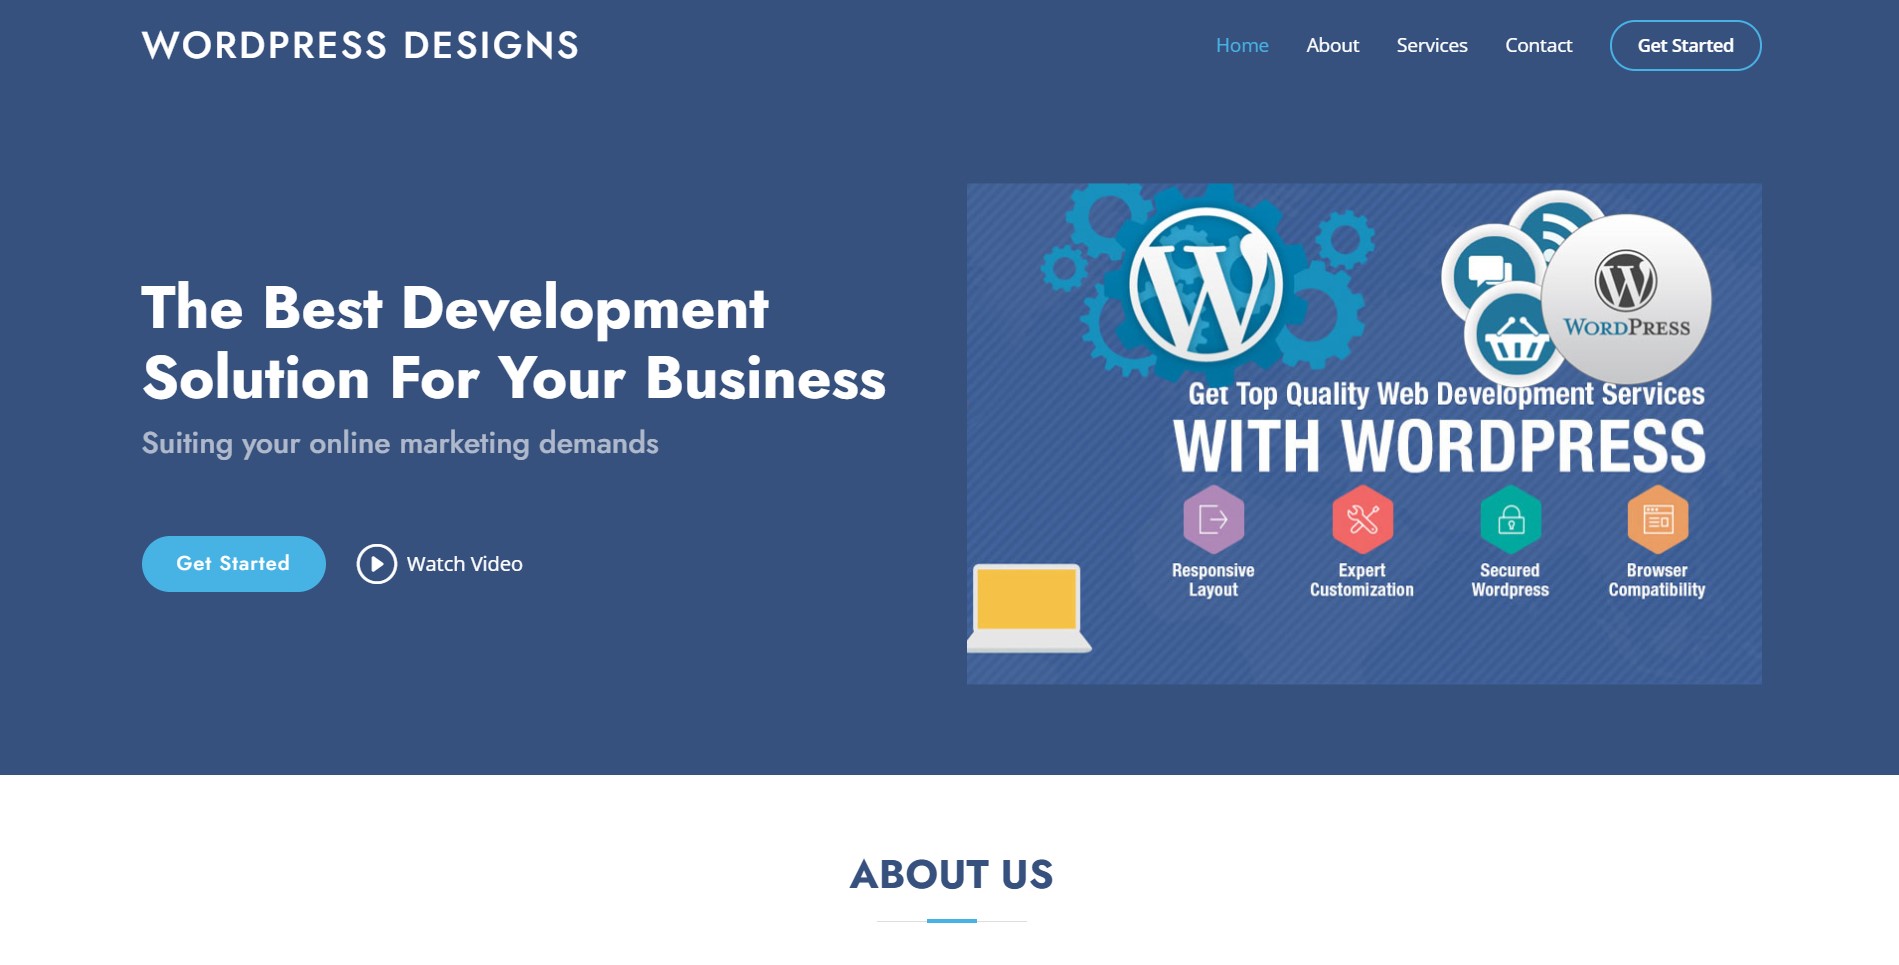 WORDPRESS DESIGNS
Home About Services Contact Get Started
The Best Development
Solution For Your Business
Suiting your online marketing demands
Get Started Watch Video
WORDPRESS
Get Top Quality Web Development Services
WITH WORDPRESS
Responsive
Layout
Expert
Customization
Secured
Wordpress
Browser
Compatibility
ABOUT US